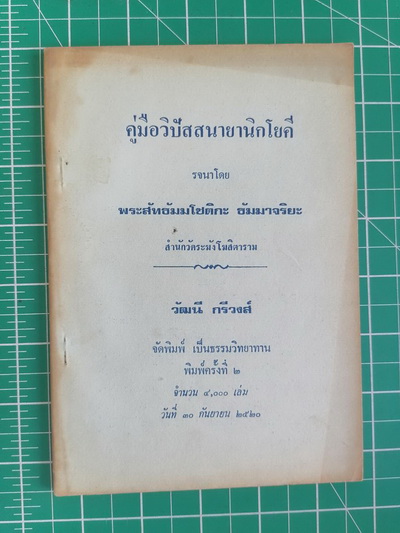 คู่มือวิปัสสนายานิกโยคี
รจนาโดย
พระสัทธัมมโชติกะ ธัมมาจริยะ
สำนักวัดระฆังโฆสิตาราม
วัฒนี กรีวงส์
จัดพิมพ์ เป็นธรรมวิทยาทาน
พิมพ์ครั้งที่ ๒
จำนวน ๔,๐๐๐ เล่ม
วันที่ ๓๐ กันยายน ๒๕๒๐